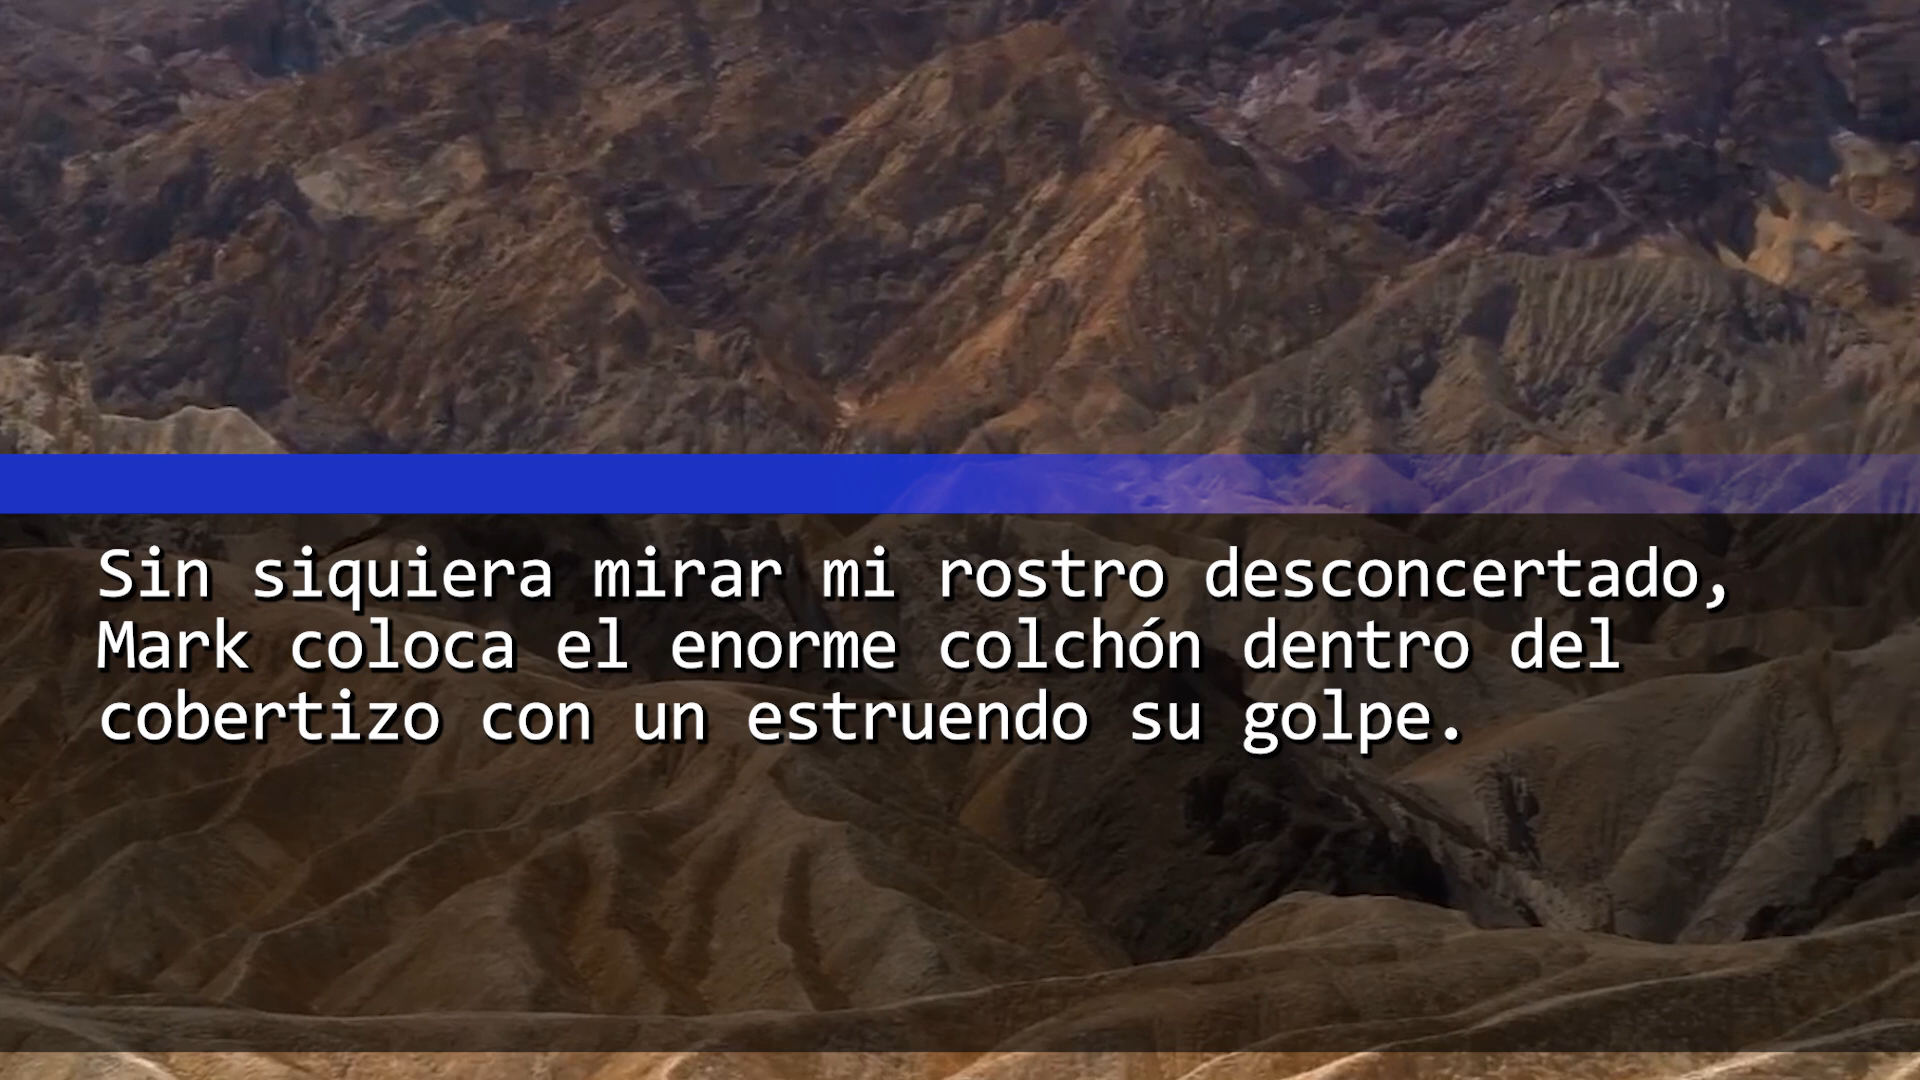 Sin siquiera mirar mi rostro desconcertado,
Mark coloca el enorme colchón dentro del
cobertizo con un estruendo su golpe.